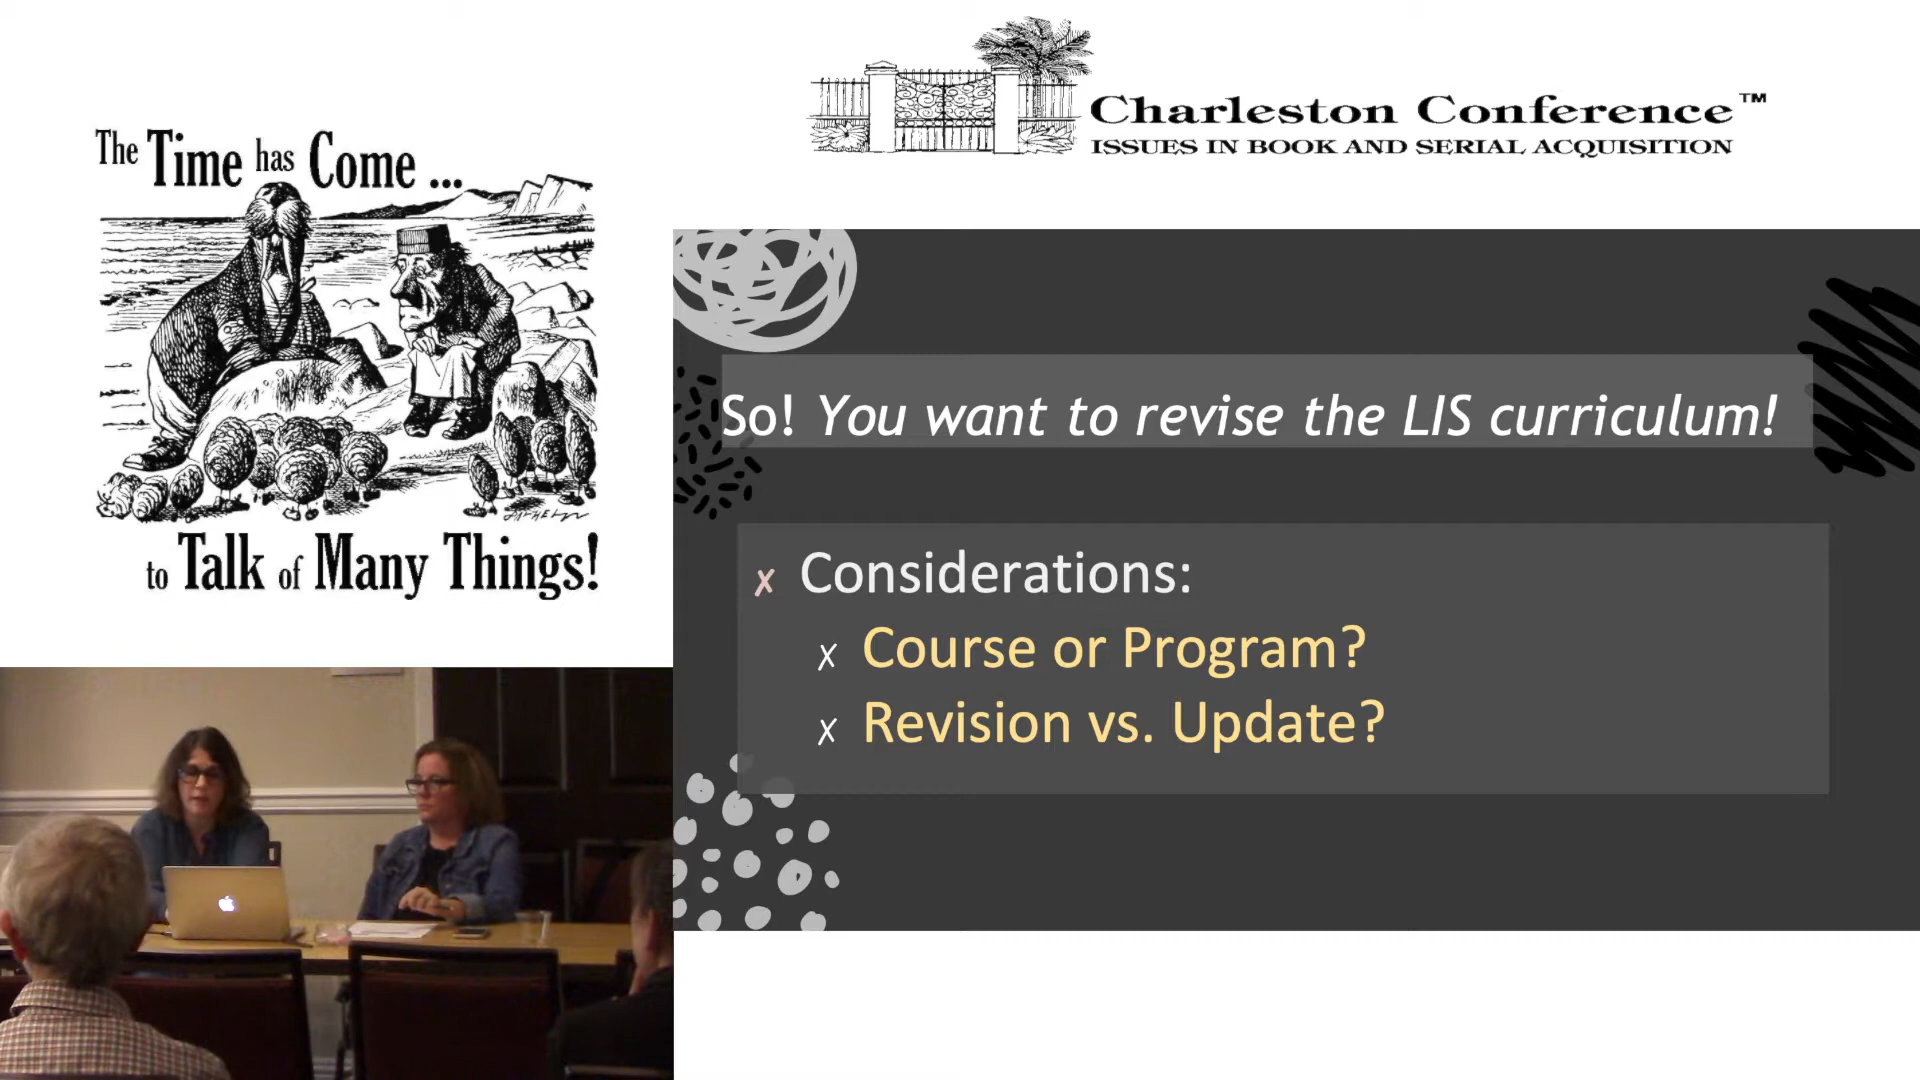 The Time has Come ...
to Talk of Many Things!
Charleston Conference™
ISSUES IN BOOK AND SERIAL ACQUISITION
So! You want to revise the LIS curriculum!
x Considerations:
x Course or Program?
x Revision vs. Update?